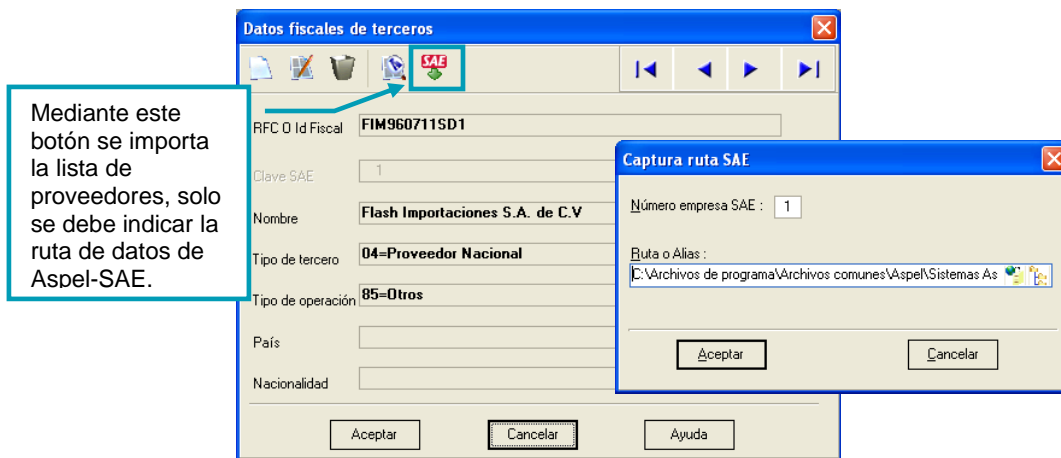 Datos fiscales de terceros
SAE
Mediante este
botón se importa
la lista de
proveedores, solo
se debe indicar la
ruta de datos de
Aspel-SAE.
RFC O Id Fiscal FIM960711SD1
Clave SAE 1
Nombre Flash Importaciones S.A. de C.V
Tipo de tercero 04=Proveedor Nacional
Tipo de operación 85=Otros
País
Nacionalidad
Aceptar Cancelar Ayuda
Captura ruta SAE
Número empresa SAE : 1
Ruta o Alias :
C:\Archivos de programa\Archivos comunes\Aspel\Sistemas As
Aceptar Cancelar